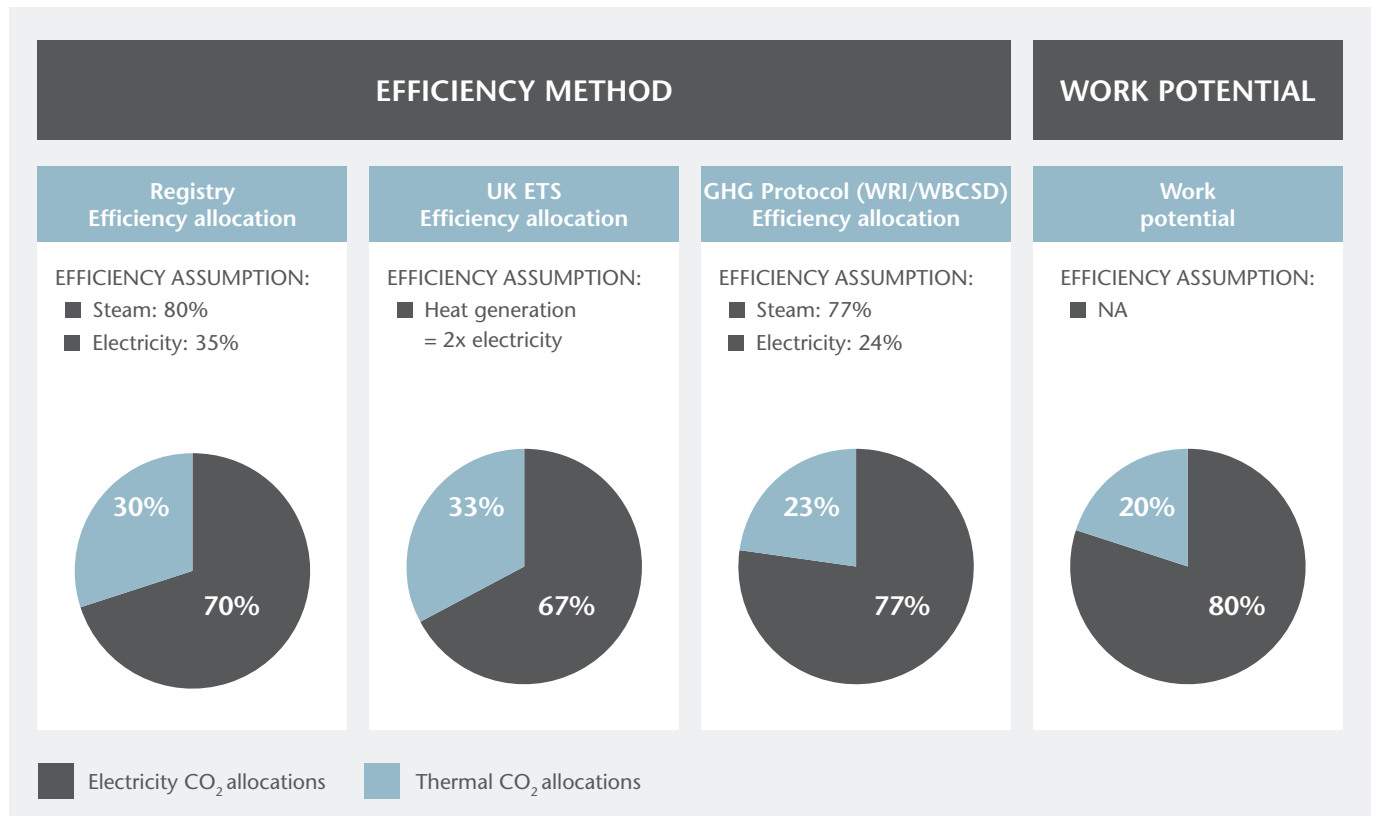 EFFICIENCY METHOD
WORK POTENTIAL
Registry
Efficiency allocation
EFFICIENCY ASSUMPTION:
Steam: 80%
Electricity: 35%
30%
70%
UK ETS
Efficiency allocation
EFFICIENCY ASSUMPTION:
Heat generation
= 2x electricity
33%
67%
GHG Protocol (WRI/WBCSD)
Efficiency allocation
EFFICIENCY ASSUMPTION:
Steam: 77%
Electricity: 24%
23%
77%
Work
potential
EFFICIENCY ASSUMPTION:
NA
20%
80%
Electricity CO₂ allocations
Thermal CO₂ allocations